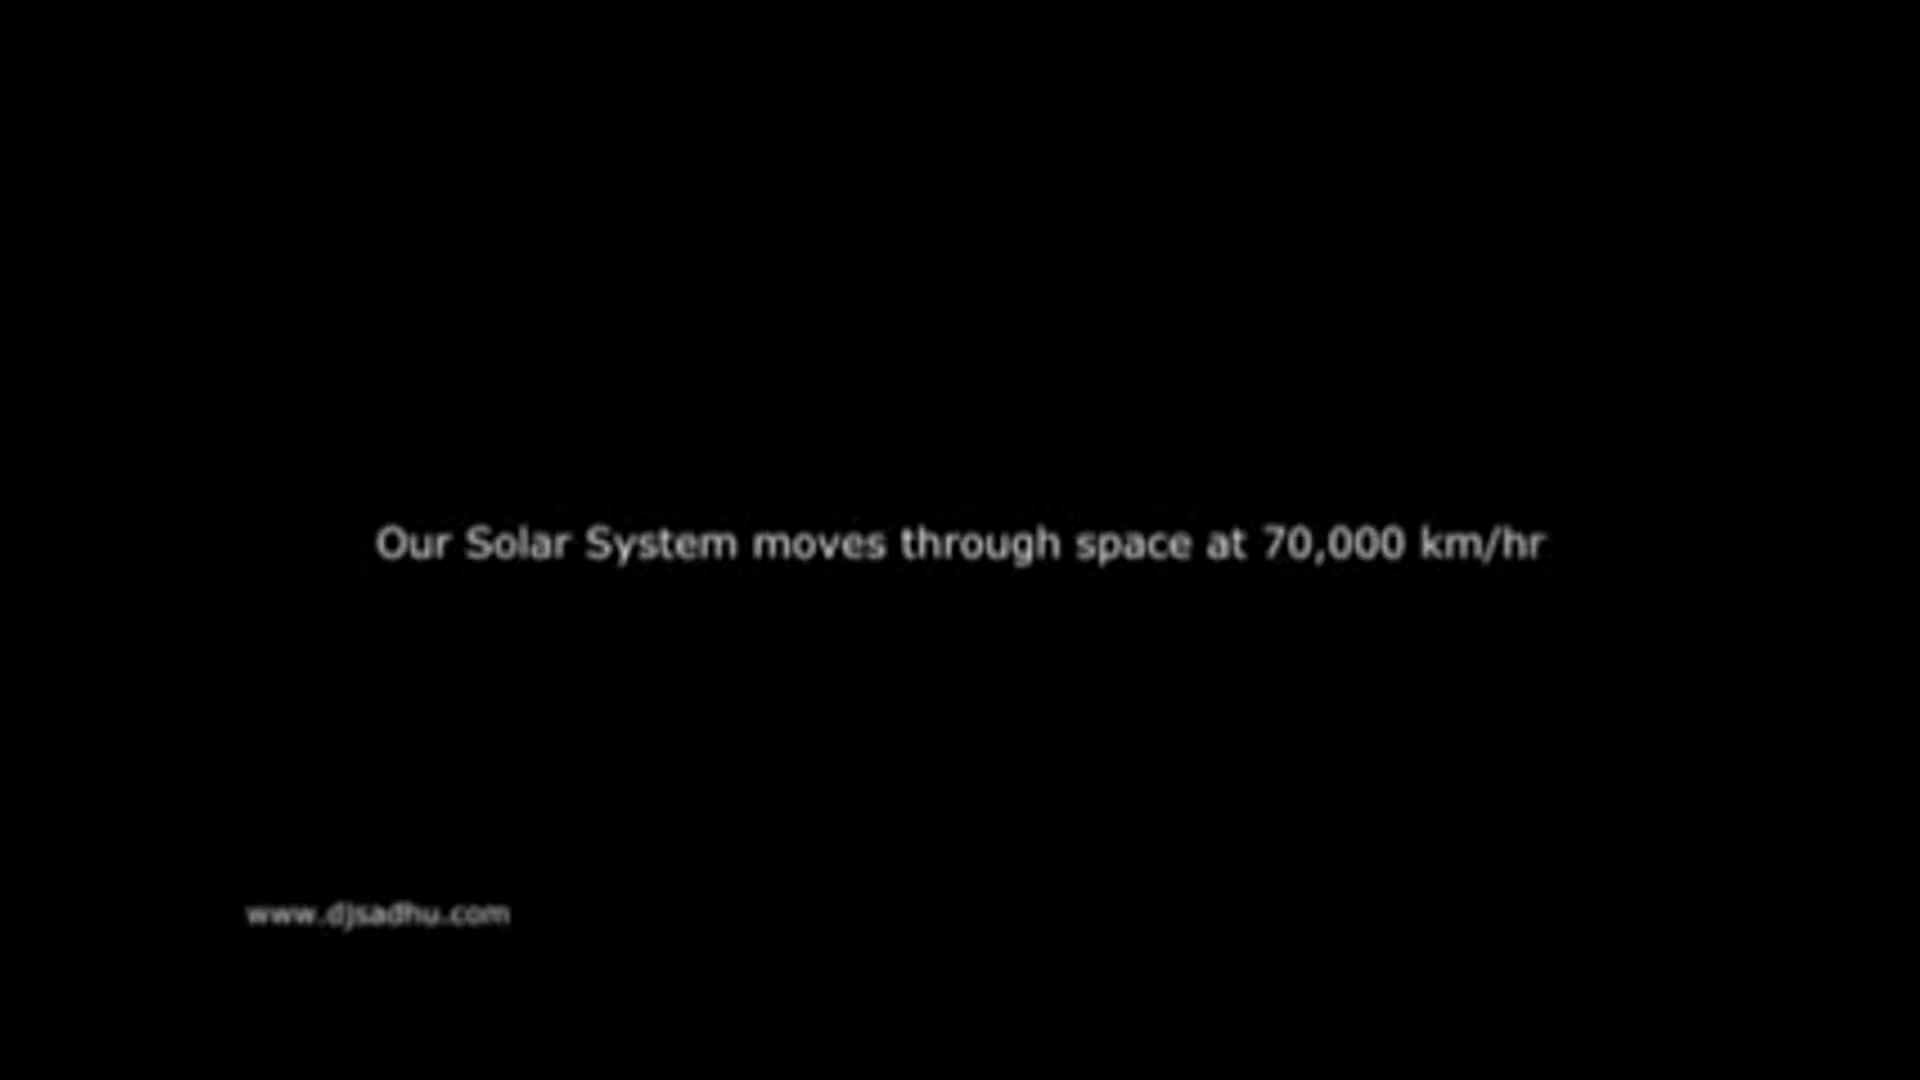 Our Solar System moves through space at 70,000 km/hr
www.djsadhu.com